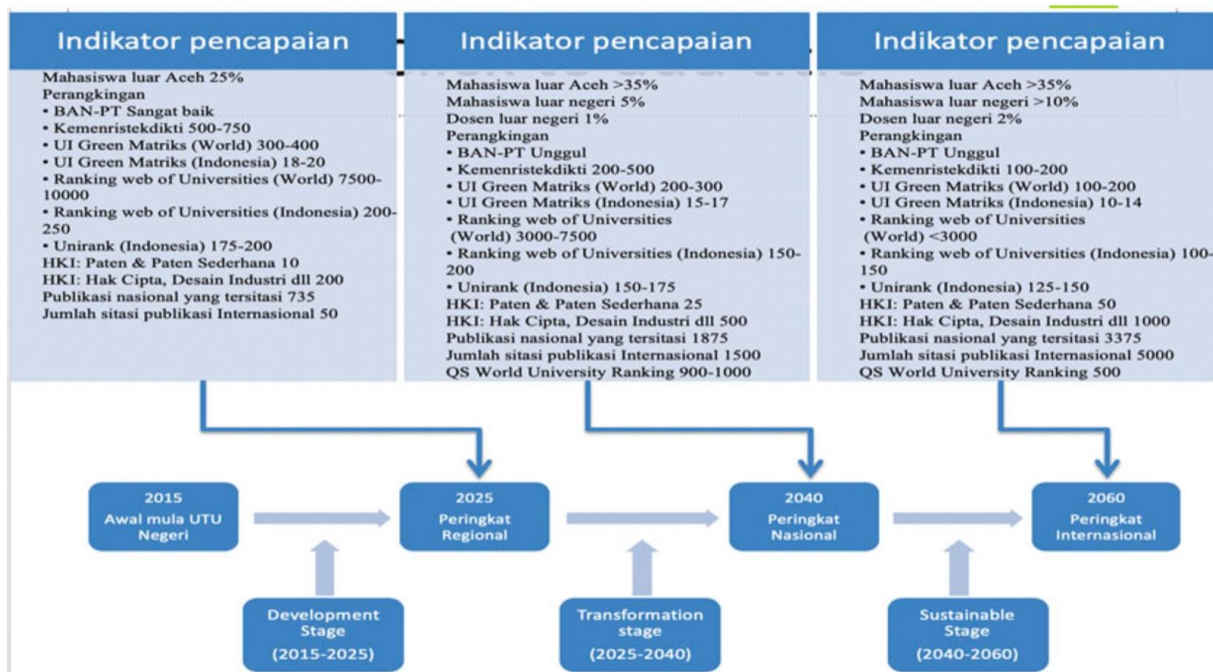 Indikator pencapaian
Mahasiswa luar Aceh 25%
Perangkingan
• BAN-PT Sangat baik
• Kemenristekdikti 500-750
• UI Green Matriks (World) 300-400
• UI Green Matriks (Indonesia) 18-20
• Ranking web of Universities (World) 7500-
10000
• Ranking web of Universities (Indonesia) 200-
250
• Unirank (Indonesia) 175-200
HKI: Paten & Paten Sederhana 10
HKI: Hak Cipta, Desain Industri dll 200
Publikasi nasional yang tersitasi 735
Jumlah sitasi publikasi Internasional 50
Indikator pencapaian
Mahasiswa luar Aceh >35%
Mahasiswa luar negeri 5%
Dosen luar negeri 1%
Perangkingan
• BAN-PT Unggul
• Kemenristekdikti 200-500
• UI Green Matriks (World) 200-300
• UI Green Matriks (Indonesia) 15-17
• Ranking web of Universities
(World) 3000-7500
• Ranking web of Universities (Indonesia) 150-
200
• Unirank (Indonesia) 150-175
HKI: Paten & Paten Sederhana 25
HKI: Hak Cipta, Desain Industri dll 500
Publikasi nasional yang tersitasi 1875
Jumlah sitasi publikasi Internasional 1500
QS World University Ranking 900-1000
Indikator pencapaian
Mahasiswa luar Aceh >35%
Mahasiswa luar negeri >10%
Dosen luar negeri 2%
Perangkingan
• BAN-PT Unggul
• Kemenristekdikti 100-200
• UI Green Matriks (World) 100-200
• UI Green Matriks (Indonesia) 10-14
• Ranking web of Universities
(World) <3000
• Ranking web of Universities (Indonesia) 100-
150
• Unirank (Indonesia) 125-150
HKI: Paten & Paten Sederhana 50
HKI: Hak Cipta, Desain Industri dll 1000
Publikasi nasional yang tersitasi 3375
Jumlah sitasi publikasi Internasional 5000
QS World University Ranking 500
2015
Awal mula UTU
Negeri
2025
Peringkat
Regional
2040
Peringkat
Nasional
2060
Peringkat
Internasional
Development
Stage
(2015-2025)
Transformation
stage
(2025-2040)
Sustainable
Stage
(2040-2060)